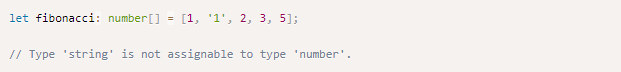 let fibonacci: number[] = [1, '1', 2, 3, 5];
// Type 'string' is not assignable to type 'number'.